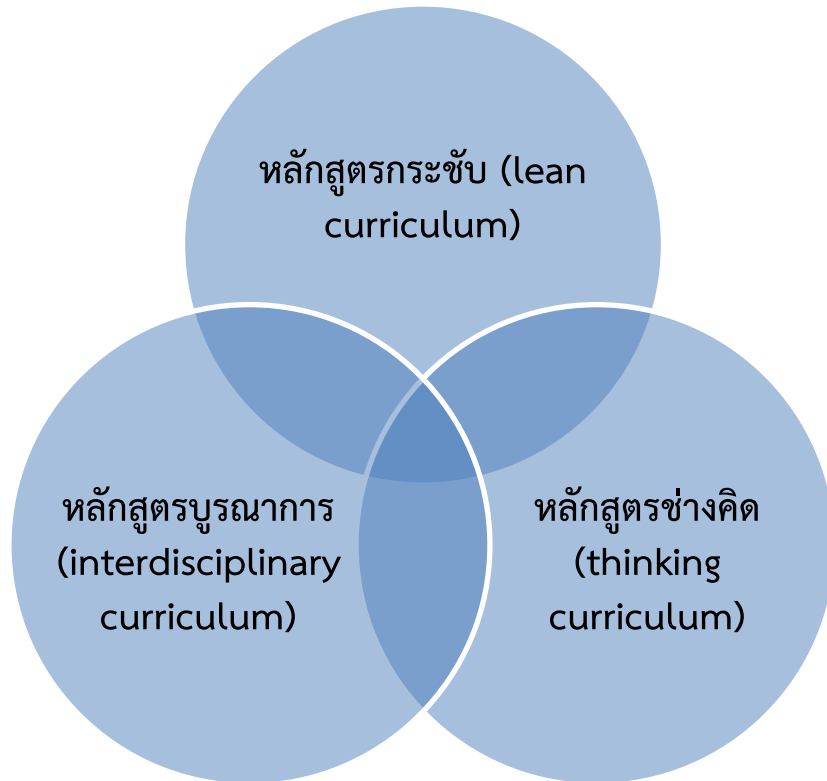 หลักสูตรกระชับ (lean
curriculum)
หลักสูตรบูรณาการ
(interdisciplinary
curriculum)
หลักสูตรช่างคิด
(thinking
curriculum)